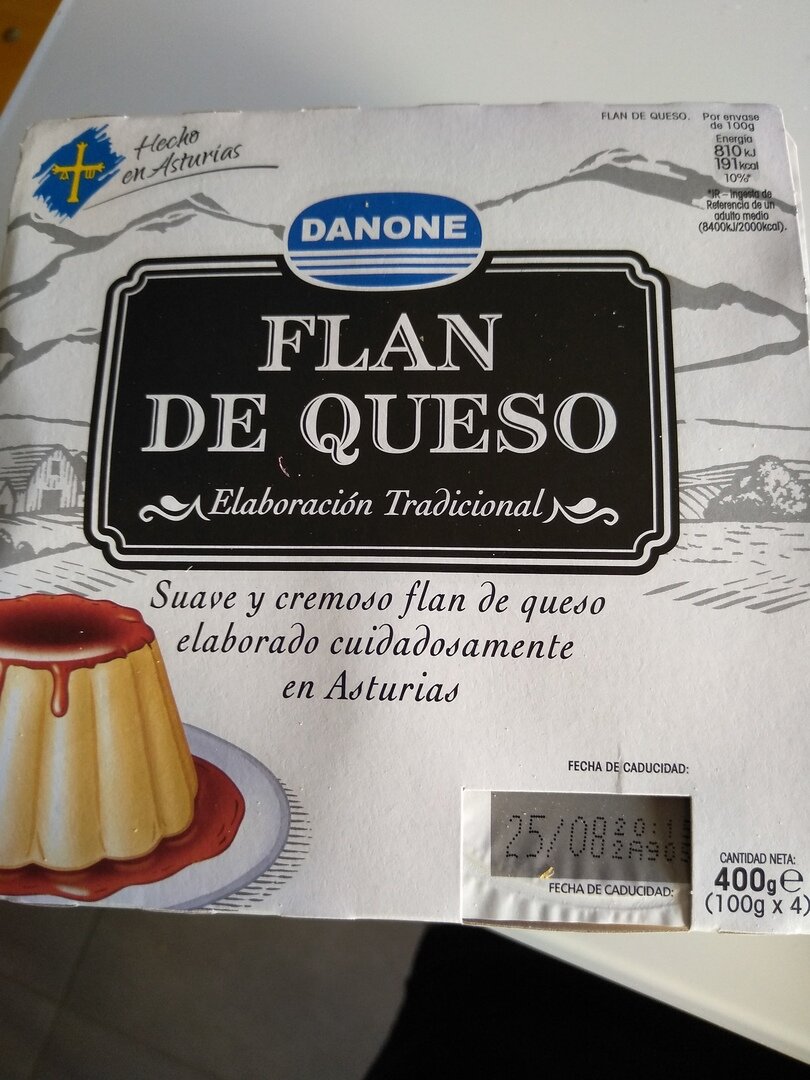 Hecho
en Asturias
FLAN DE QUESO.
Por envase
de 100g
Energía
810 kJ
191 kcal
10%*
*IR - Ingesta de
Referencia de un
adulto medio
(8400kJ/2000kcal).
DANONE
FLAN
DE QUESO
Elaboración Tradicional
Suave y cremoso flan de queso
elaborado cuidadosamente
en Asturias
FECHA DE CADUCIDAD:
25/08
FECHA DE CADUCIDAD:
CANTIDAD NETA:
400g e
(100g x 4)